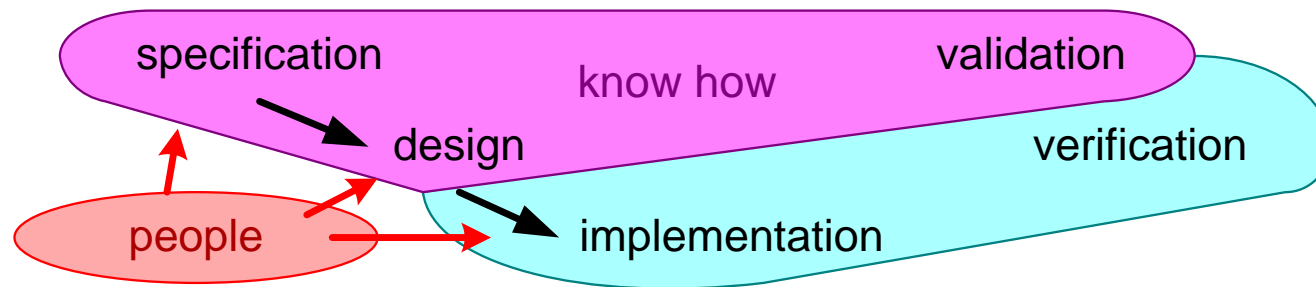 specification
validation
know how
design
verification
people
implementation